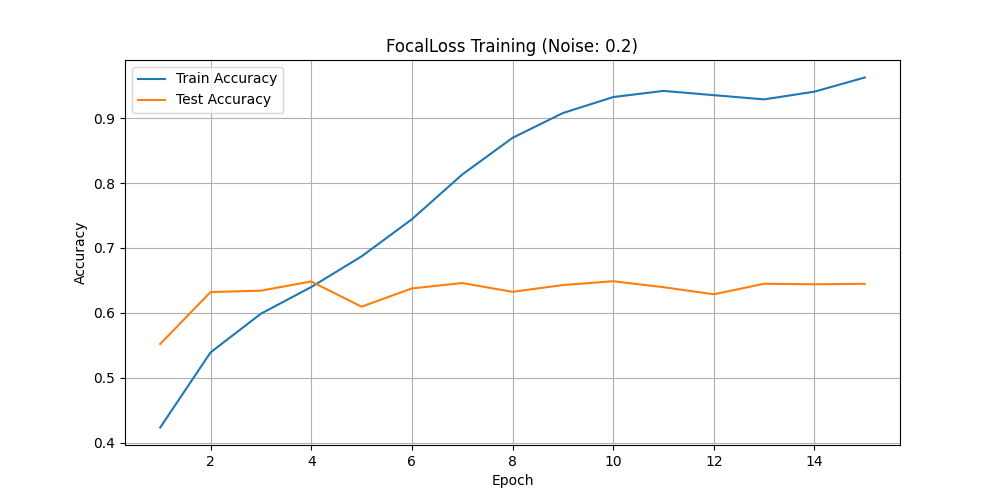 FocalLoss Training (Noise: 0.2)
Train Accuracy
Test Accuracy
Accuracy
0.9
0.8
0.7
0.6
0.5
0.4
2 4 6 8 10 12 14
Epoch